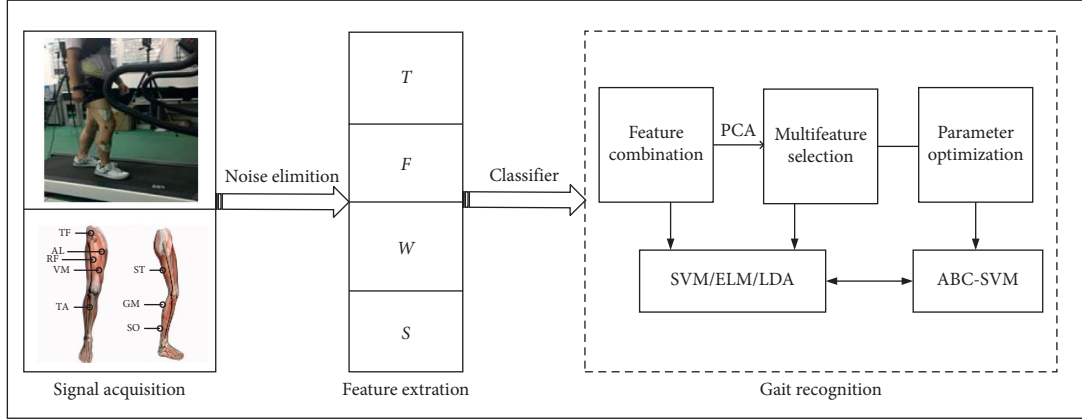 TF
AL
RF
VM
TA
ST
GM
SO
Signal acquisition
Noise elimition
T
F
W
S
Feature extration
Classifier
Feature
combination
PCA
Multifeature
selection
Parameter
optimization
SVM/ELM/LDA
ABC-SVM
Gait recognition